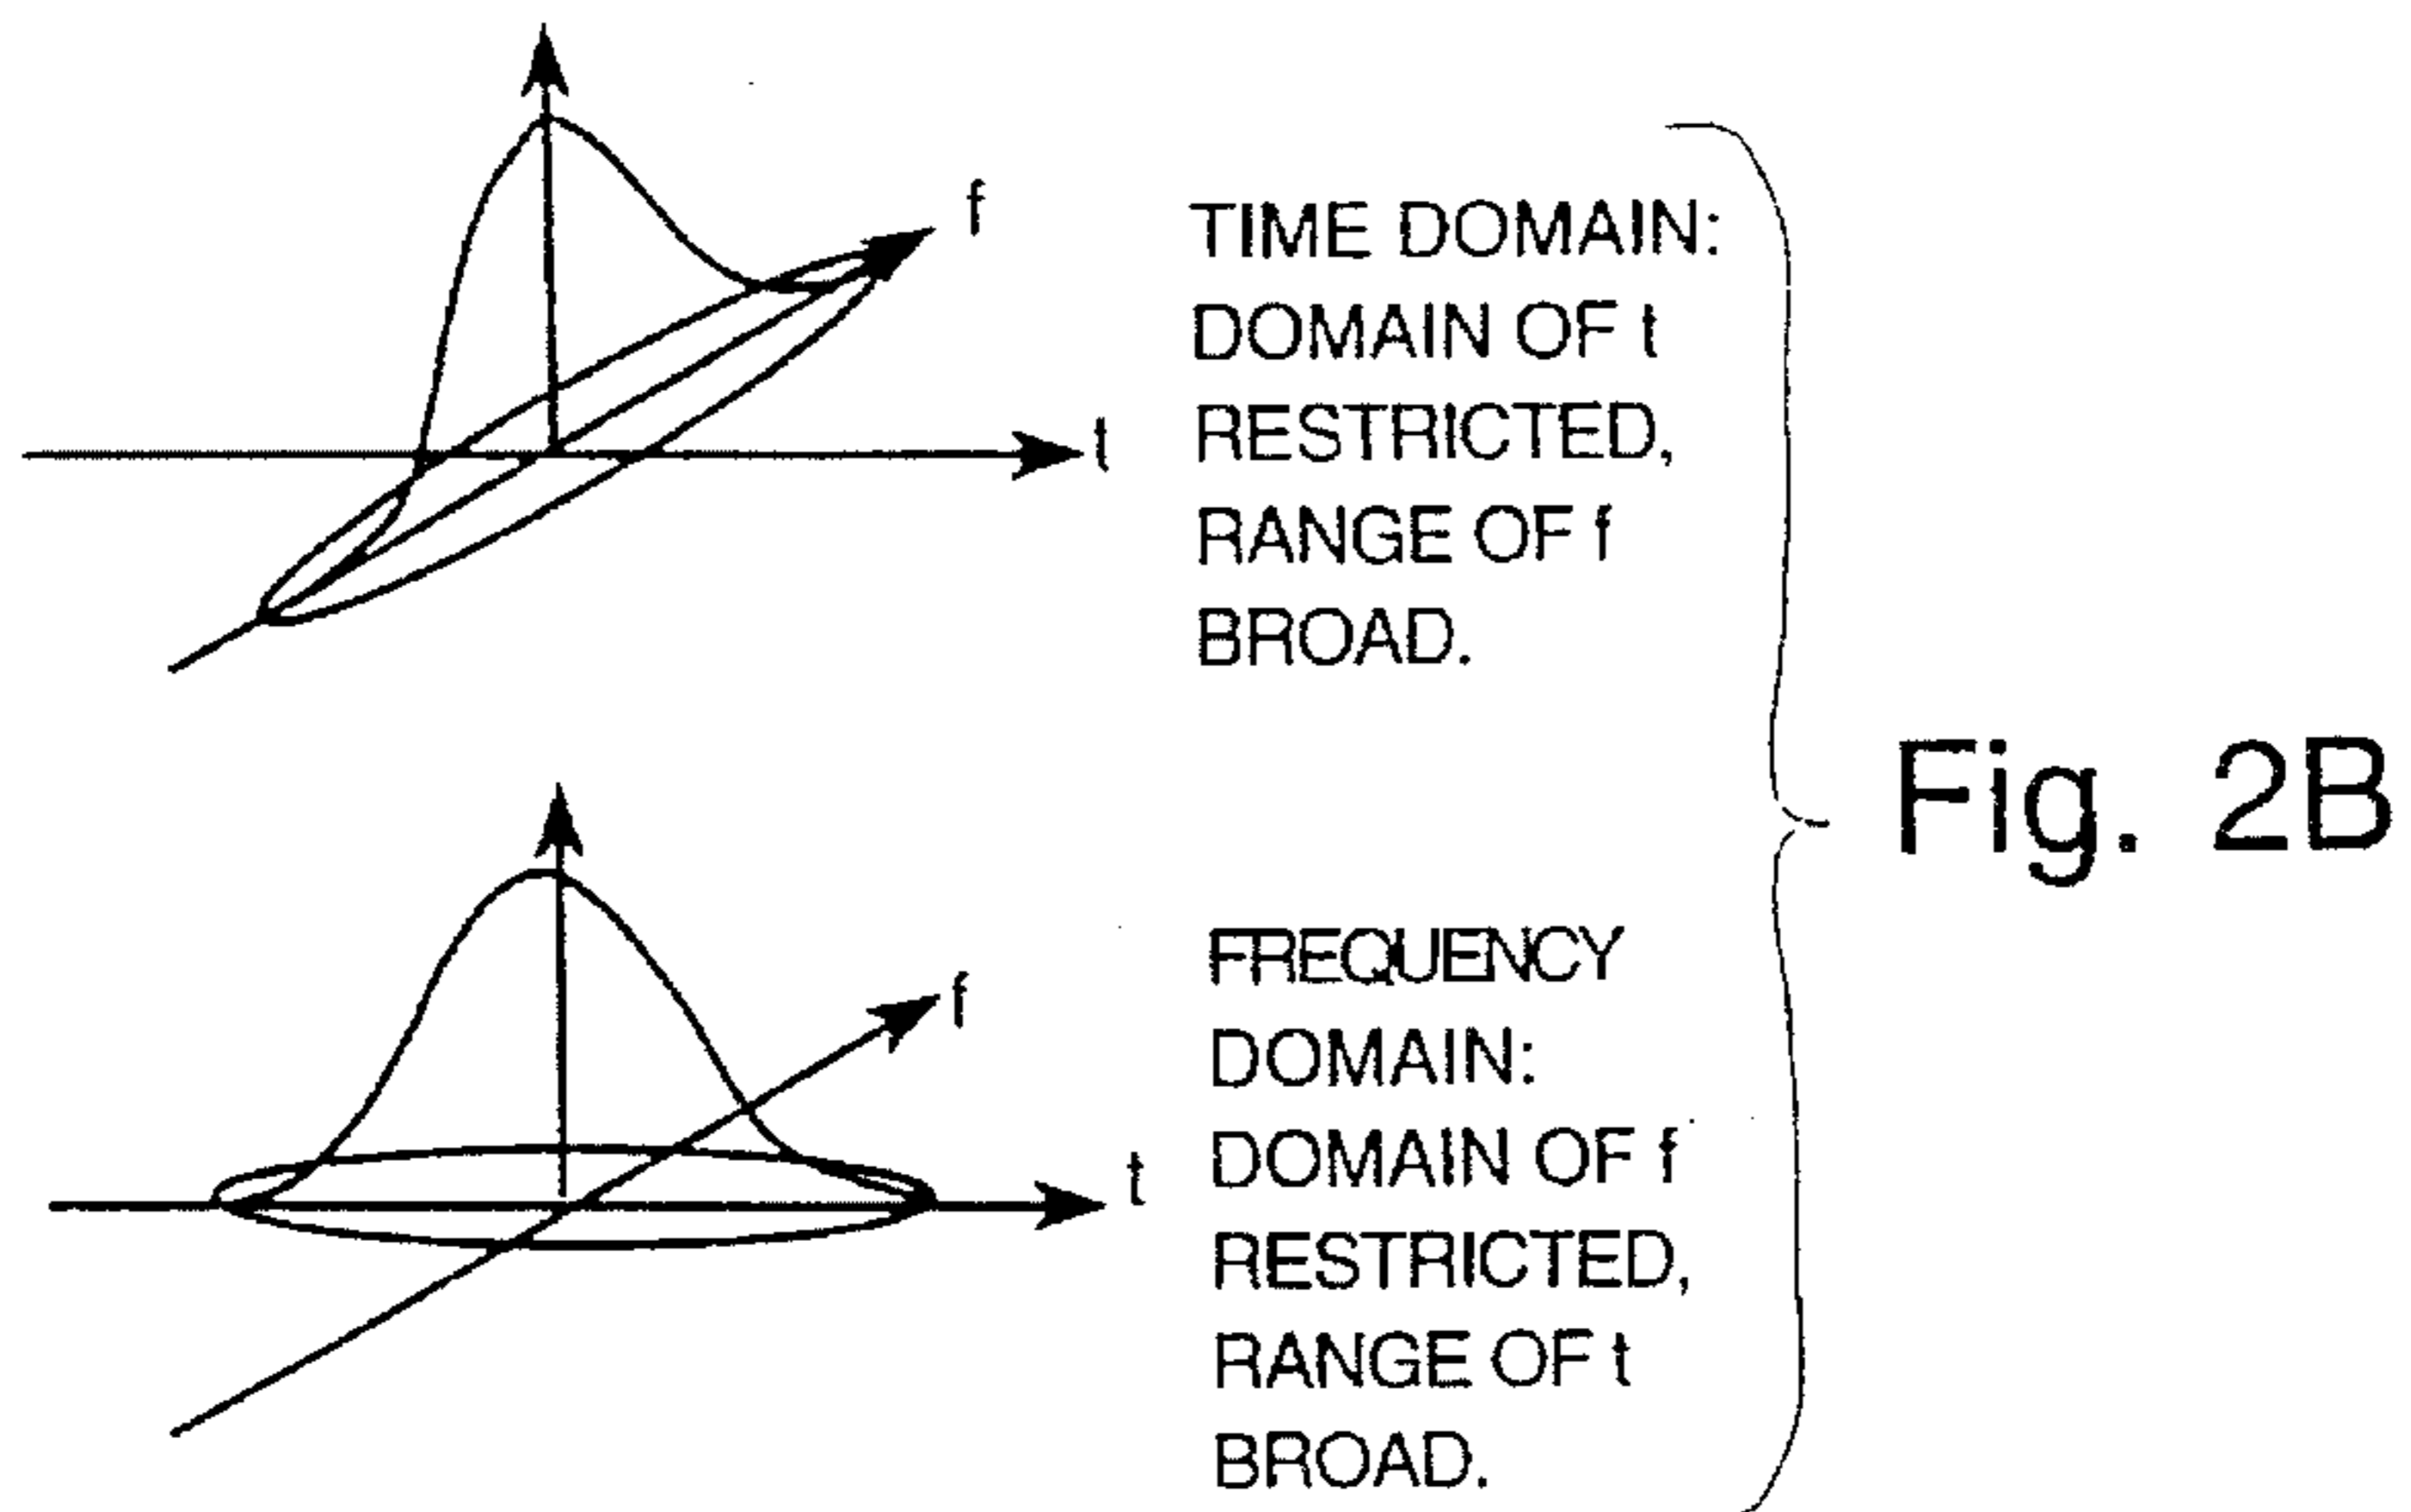 f
t
TIME DOMAIN:
DOMAIN OF t
RESTRICTED,
RANGE OF f
BROAD.
Fig. 2B
f
t
FREQUENCY
DOMAIN:
DOMAIN OF f
RESTRICTED,
RANGE OF t
BROAD.